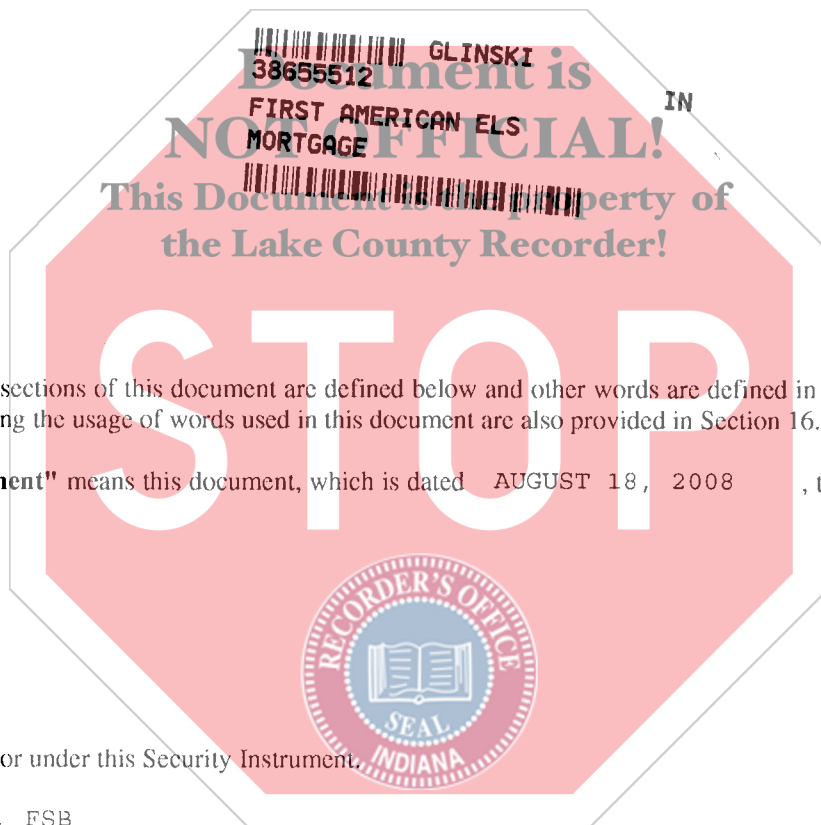 GLINSKI
38655512
IN
FIRST AMERICAN ELS
MORTGAGE
Document is
NOT OFFICIAL!
This Document is the property of
the Lake County Recorder!
STOP
sections of this document are defined below and other words are defined in
ng the usage of words used in this document are also provided in Section 16.
nent" means this document, which is dated AUGUST 18, 2008 , t
RECORDER'S OFFICE
SEAL
INDIANA
or under this Security Instrument.
FSB